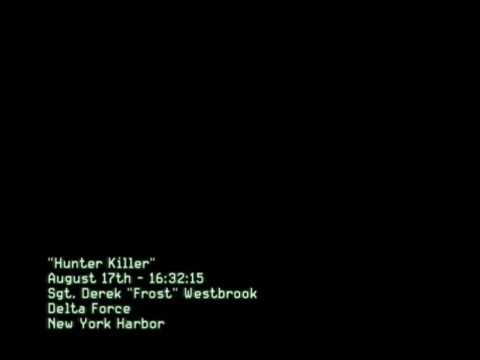 "Hunter Killer"
August 17th - 16:32:15
Sgt. Derek "Frost" Westbrook
Delta Force
New York Harbor